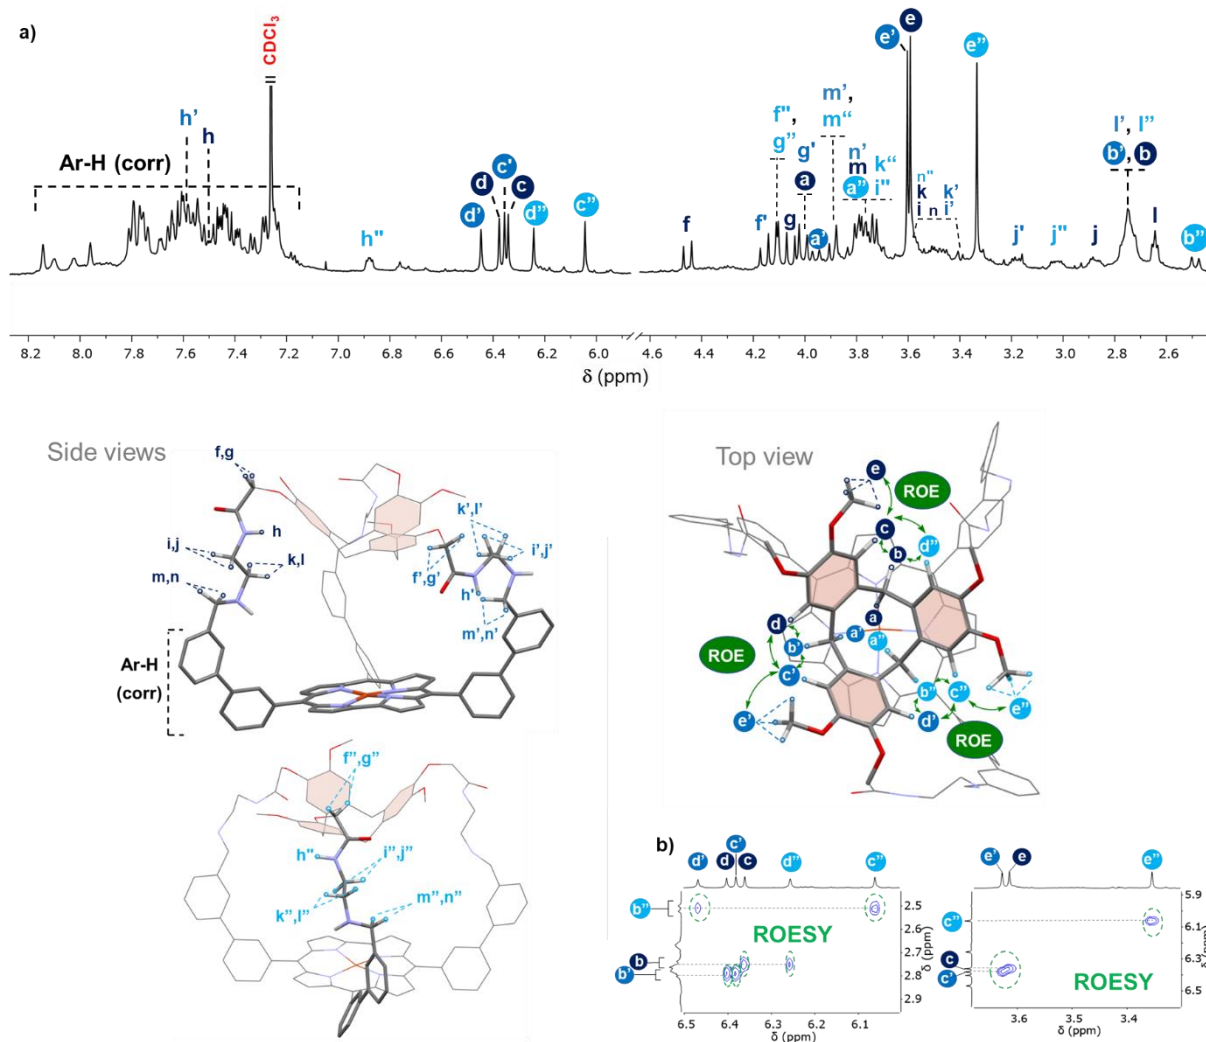 a)
CDCl₃
Ar-H (corr)
h’
h
h"
d’
d
c'
c
d”
c”
f
f’
f",
g”
g
g’
a
a’
m’,
m“
n’
m
a”
k“
i”
e’
e
n"
k
i
n
k’
i’
e”
j'
j"
j
l’, l”
b’, b
l
b”
8.2 8.0 7.8 7.6 7.4 7.2 7.0 6.8 6.6 6.4 6.2 6.0 4.6 4.4 4.2 4.0 3.8 3.6 3.4 3.2 3.0 2.8 2.6
δ (ppm)
Side views
f,g
h
i,j
k,l
m,n
Ar-H
(corr)
k’,l’
i’,j’
f’,g’
h’
m’,n’
f”,g”
h"
i”,j”
k”,l”
m”,n”
Top view
e
ROE
c
b
d”
a
a’
a”
d
b’
ROE
c’
e’
b”
c”
d’
e”
ROE
b)
d’ d c’ c d” c”
b”
b
b’
ROESY
2.5
2.6
2.7
2.8
2.9
δ (ppm)
6.5 6.4 6.3 6.2 6.1
δ (ppm)
e’ e e”
c”
c
c’
ROESY
5.9
6.1
6.3
6.5
δ (ppm)
3.6 3.5 3.4
δ (ppm)